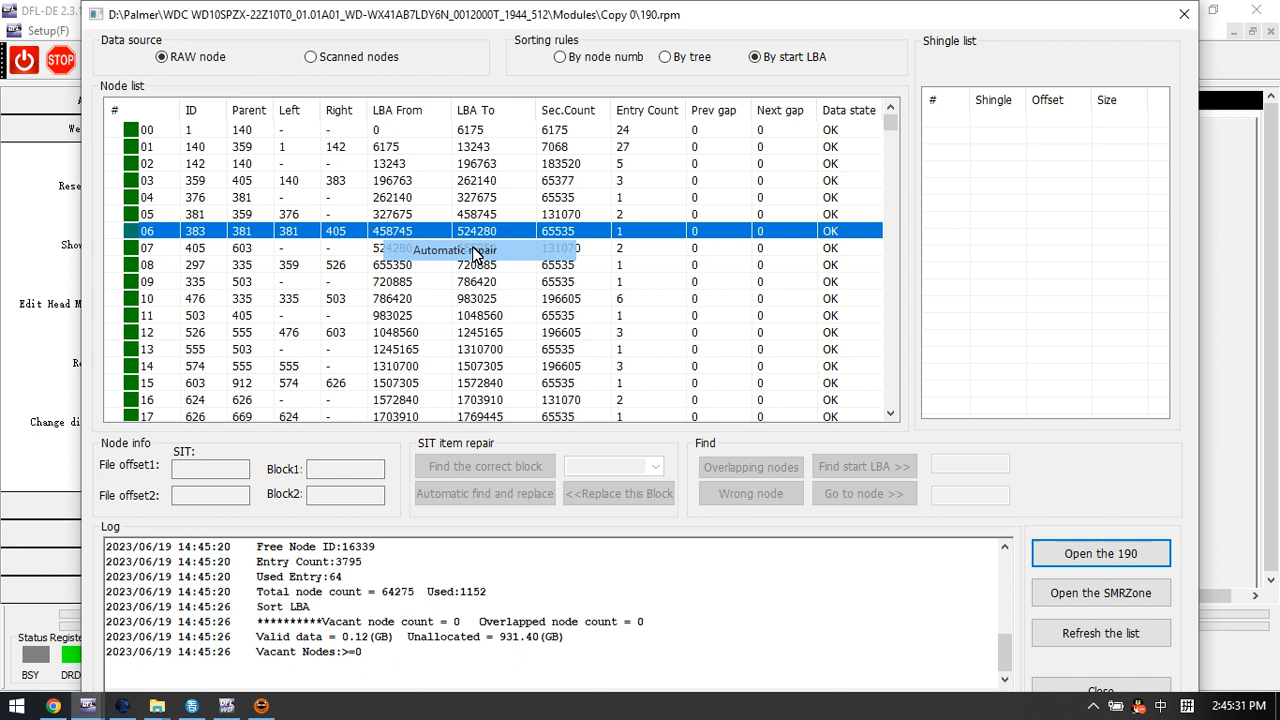 DFL-DE 2.3.1
D:\Palmer\WDC WD10SPZX-22Z10T0_01.01A01_WD-WX41AB7LDY6N_0012000T_1944_512\Modules\Copy 0\190.rpm
Setup(F)
STOP
Data source
RAW node Scanned nodes
Sorting rules
By node numb By tree By start LBA
Shingle list
Node list
# ID Parent Left Right LBA From LBA To Sec.Count Entry Count Prev gap Next gap Data state
00 1 140 - - 0 6175 6175 24 0 0 OK
01 140 359 1 142 6175 13243 7068 27 0 0 OK
02 142 140 - - 13243 196763 183520 5 0 0 OK
03 359 405 140 383 196763 262140 65377 3 0 0 OK
04 376 381 - - 262140 327675 65535 1 0 0 OK
05 381 359 376 - 327675 458745 131070 2 0 0 OK
06 383 381 381 405 458745 524280 65535 1 0 0 OK
07 405 603 - - 524280 131070 2 0 0 OK
Automatic repair
08 297 335 359 526 655350 720885 65535 1 0 0 OK
09 335 503 - - 720885 786420 65535 1 0 0 OK
10 476 335 335 503 786420 983025 196605 6 0 0 OK
11 503 405 - - 983025 1048560 65535 1 0 0 OK
12 526 555 476 603 1048560 1245165 196605 3 0 0 OK
13 555 503 - - 1245165 1310700 65535 1 0 0 OK
14 574 555 555 - 1310700 1507305 196605 3 0 0 OK
15 603 912 574 626 1507305 1572840 65535 1 0 0 OK
16 624 626 - - 1572840 1703910 131070 2 0 0 OK
17 626 669 624 - 1703910 1769445 65535 1 0 0 OK
# Shingle Offset Size
We
Rese
Show
Edit Head M
Re
Change di
Node info
SIT:
File offset1: Block1:
File offset2: Block2:
SIT item repair
Find the correct block
Automatic find and replace <<Replace this Block
Find
Overlapping nodes Find start LBA >>
Wrong node Go to node >>
Log
2023/06/19 14:45:20 Free Node ID:16339
2023/06/19 14:45:20 Entry Count:3795
2023/06/19 14:45:20 Used Entry:64
2023/06/19 14:45:20 Total node count = 64275 Used:1152
2023/06/19 14:45:26 Sort LBA
2023/06/19 14:45:26 **********Vacant node count = 0 Overlapped node count = 0
2023/06/19 14:45:26 Valid data = 0.12(GB) Unallocated = 931.40(GB)
2023/06/19 14:45:26 Vacant Nodes:>=0
Open the 190
Open the SMRZone
Refresh the list
Close
Status Registe
BSY DRD
中 拼 2:45:31 PM